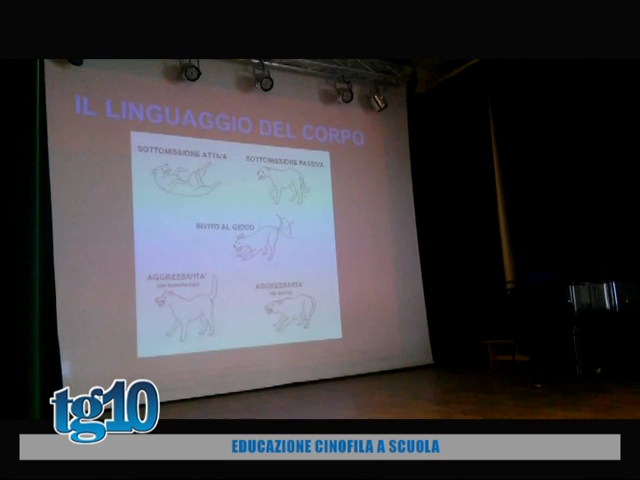 IL LINGUAGGIO DEL CORPO
SOTTOMISSIONE ATTIVA
SOTTOMISSIONE PASSIVA
INVITO AL GIOCO
AGGRESSIVITA'
AGGRESSIVITA'
tg10
EDUCAZIONE CINOFILA A SCUOLA